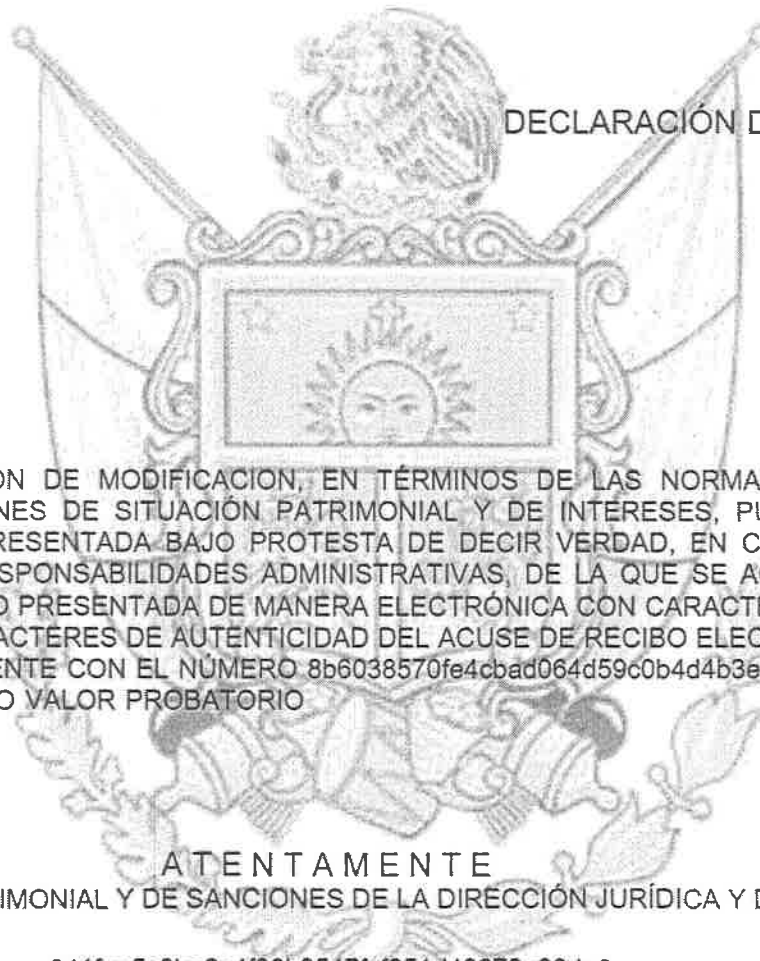 DECLARACIÓN D
ON DE MODIFICACION, EN TÉRMINOS DE LAS NORMA
NES DE SITUACIÓN PATRIMONIAL Y DE INTERESES, PU
RESENTADA BAJO PROTESTA DE DECIR VERDAD, EN C
SPONSABILIDADES ADMINISTRATIVAS, DE LA QUE SE AC
O PRESENTADA DE MANERA ELECTRÓNICA CON CARACTE
ACTERES DE AUTENTICIDAD DEL ACUSE DE RECIBO ELEC
ENTE CON EL NÚMERO 8b6038570fe4cbad064d59c0b4d4b3e
O VALOR PROBATORIO
A T E N T A M E N T E
RIMONIAL Y DE SANCIONES DE LA DIRECCIÓN JURÍDICA Y D